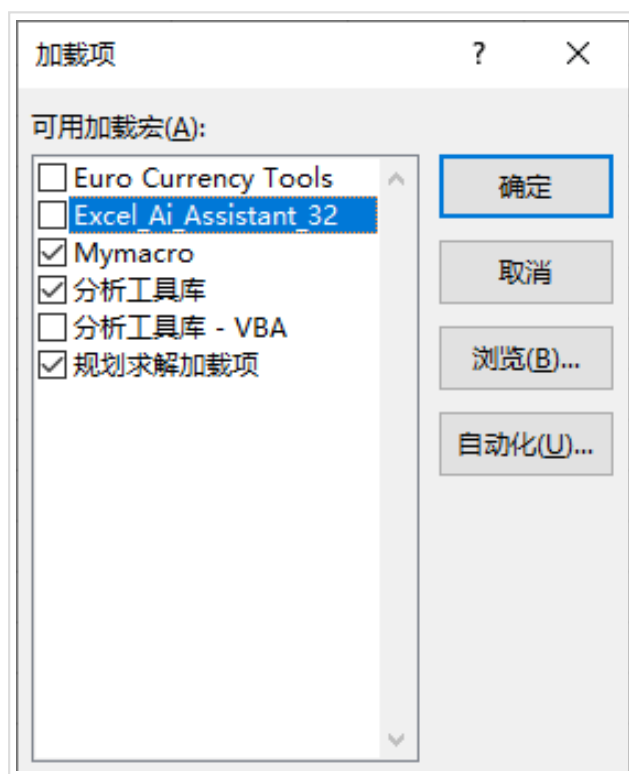 加载项
?
可用加载宏(A):
Euro Currency Tools
Excel_Ai_Assistant_32
Mymacro
分析工具库
分析工具库 - VBA
规划求解加载项
确定
取消
浏览(B)...
自动化(U)...